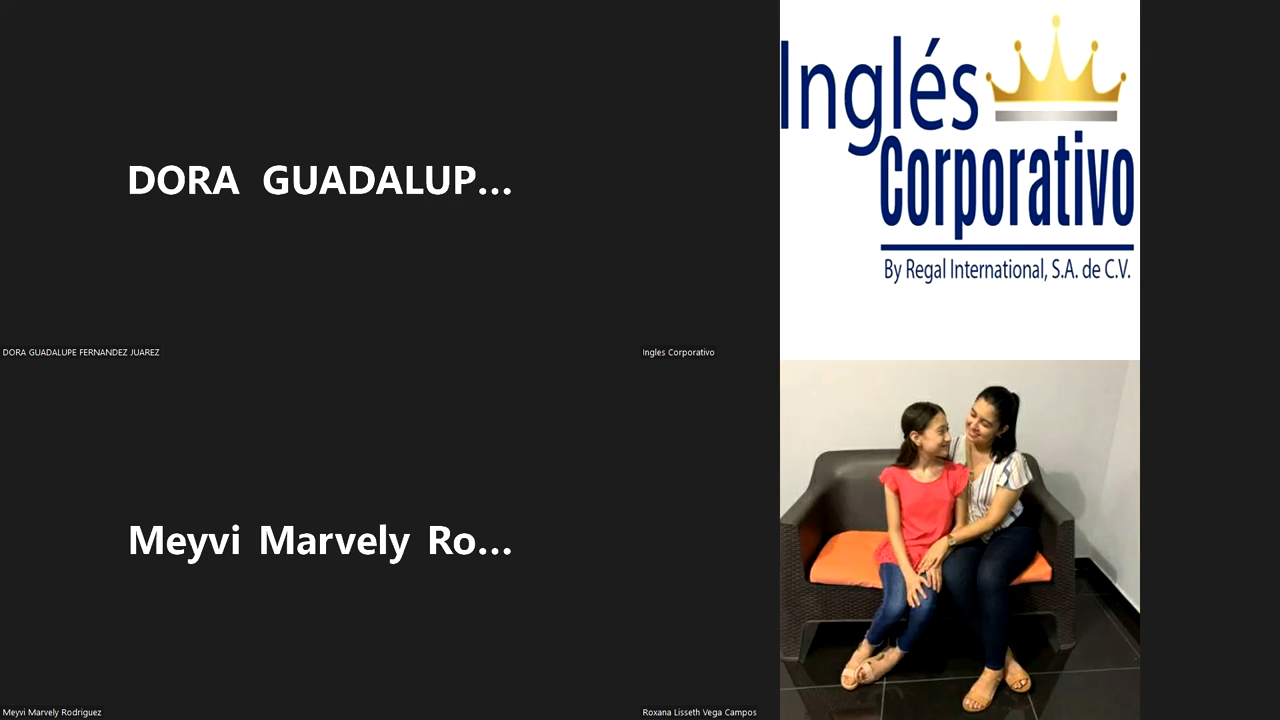 DORA GUADALUP...
DORA GUADALUPE FERNANDEZ JUAREZ
Inglés
Corporativo
By Regal International, S.A. de C.V.
Ingles Corporativo
Meyvi Marvely Ro...
Meyvi Marvely Rodriguez
Roxana Lisseth Vega Campos